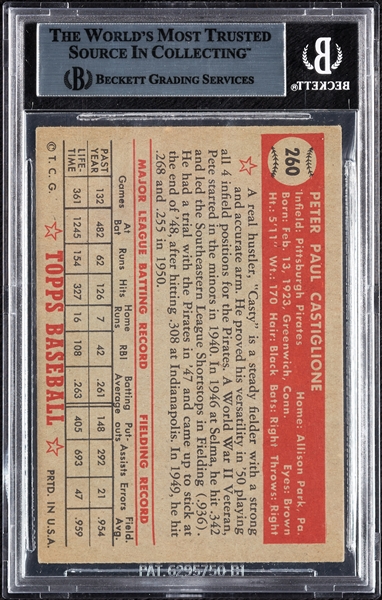 THE WORLD'S MOST TRUSTED
SOURCE IN COLLECTING™
BECKETT GRADING SERVICES
BECKETT
260
PETER PAUL CASTIGLIONE
Infield: Pittsburgh Pirates Home: Allison Park, Pa.
Born: Feb. 13, 1923, Greenwich, Conn. Eyes: Brown
Ht.: 5'11" Wt.: 170 Hair: Black Bats: Right Throws: Right
A real hustler, "Casty" is a steady fielder with a strong
and accurate arm. He proved his versatility in '50 playing
all 4 infield positions for the Pirates. A World War II Veteran,
Pete started in the minors in 1940. In 1946 at Selma, he hit .342
and led the Southeastern League Shortstops in Fielding (.936).
He had a trial with the Pirates in '47 and came up to stick at
the end of '48, after hitting .308 at Indianapolis. In 1949, he hit
.268 and .255 in 1950.
MAJOR LEAGUE BATTING RECORD FIELDING RECORD
Games At Bat Runs Hits Home Runs RBI Batting Average Put-outs Assists Errors Field. Avg.
PAST YEAR 132 482 62 126 7 42 .261 148 292 21 .954
LIFE-TIME 361 1245 154 327 16 108 .263 405 693 47 .959
© T. C. G. TOPPS BASEBALL PRTD. IN U.S.A.
PAT. 6295750 B1